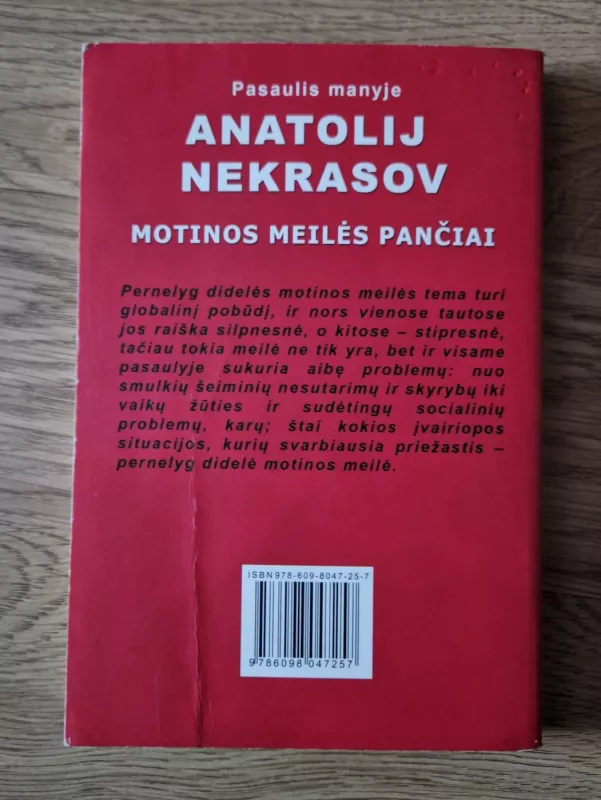 Pasaulis manyje
ANATOLIJ
NEKRASOV
MOTINOS MEILĖS PANČIAI
Pernelyg didelės motinos meilės tema turi
globalinį pobūdį, ir nors vienose tautose
jos raiška silpnesnė, o kitose – stipresnė,
tačiau tokia meilė ne tik yra, bet ir visame
pasaulyje sukuria aibę problemų: nuo
smulkių šeiminių nesutarimų ir skyrybų iki
vaikų žūties ir sudėtingų socialinių
problemų, karų; štai kokios įvairiopos
situacijos, kurių svarbiausia priežastis –
pernelyg didelė motinos meilė.
ISBN 978-609-8047-25-7
9 786098 047257